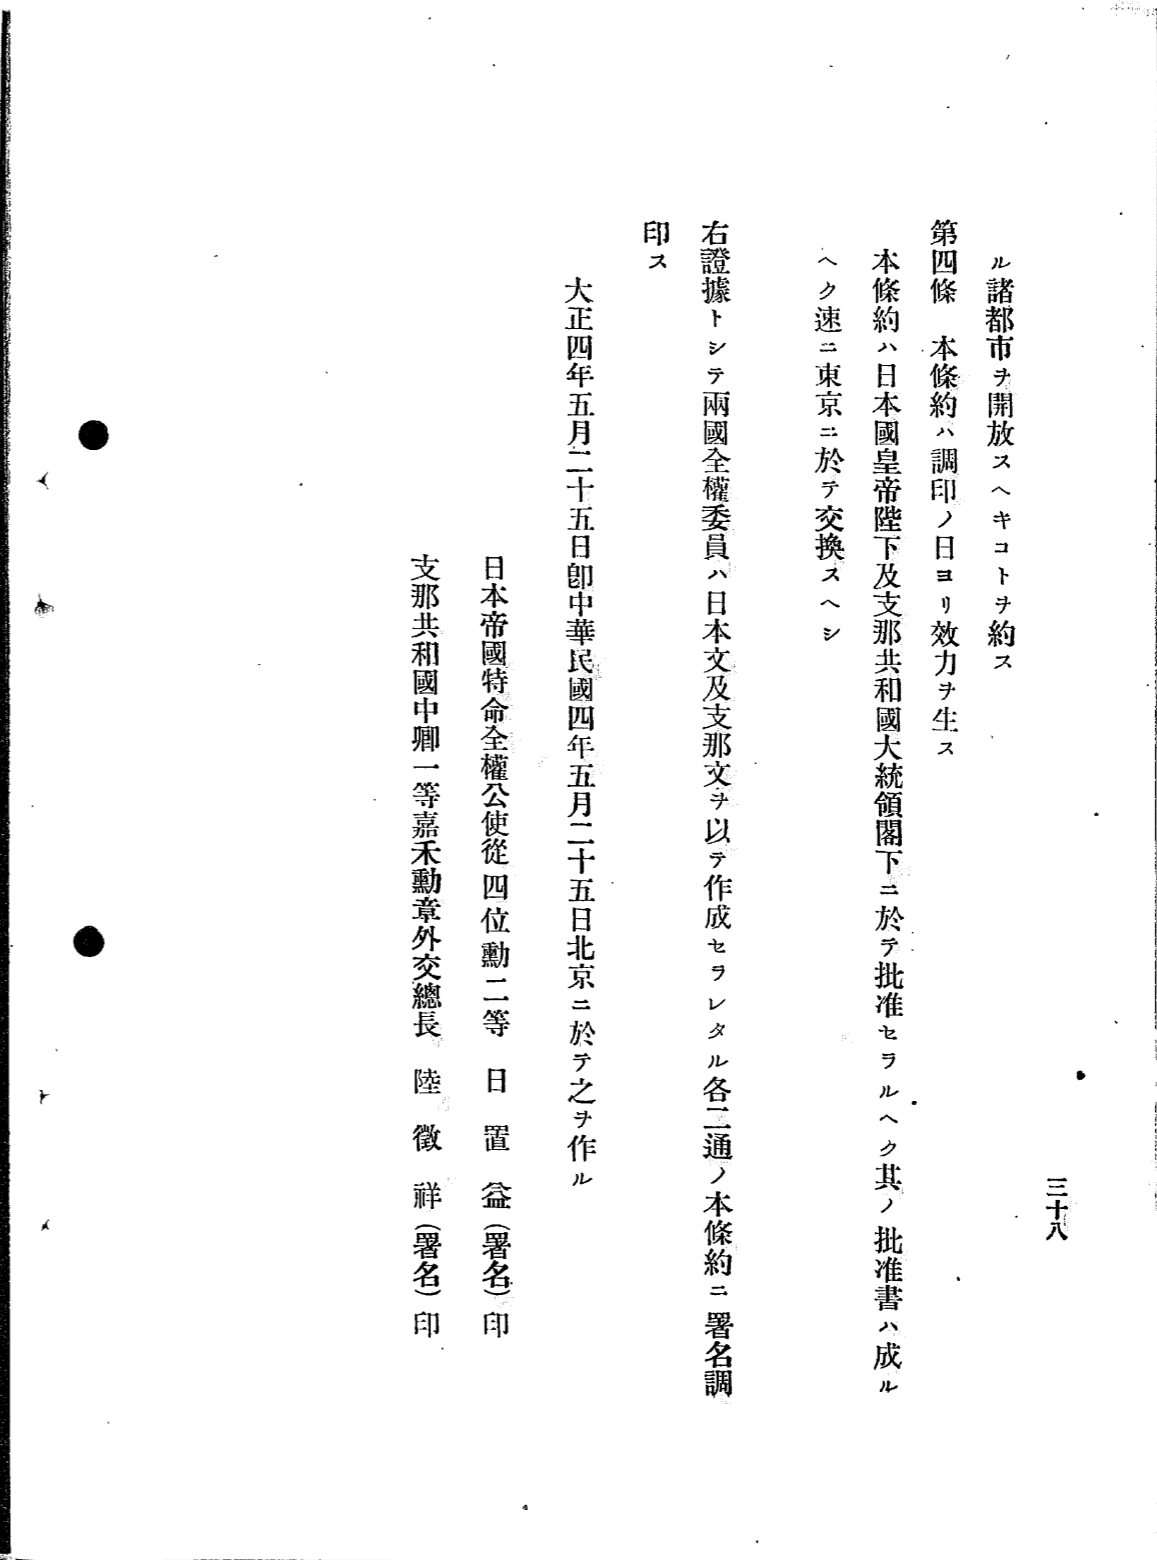 三十八
ル諸都市ヲ開放スヘキコトヲ約ス
第四條　本條約ハ調印ノ日ヨリ效力ヲ生ス
本條約ハ日本國皇帝陛下及支那共和國大統領閣下ニ於テ批准セラルヘク其ノ批准書ハ成ル
ヘク速ニ東京ニ於テ交換スヘシ
右證據トシテ兩國全權委員ハ日本文及支那文ヲ以テ作成セラレタル各二通ノ本條約ニ署名調
印ス
大正四年五月二十五日卽中華民國四年五月二十五日北京ニ於テ之ヲ作ル
日本帝國特命全權公使從四位勳二等　日　置　益（署名）印
支那共和國中卿一等嘉禾勳章外交總長　陸　徵　祥（署名）印